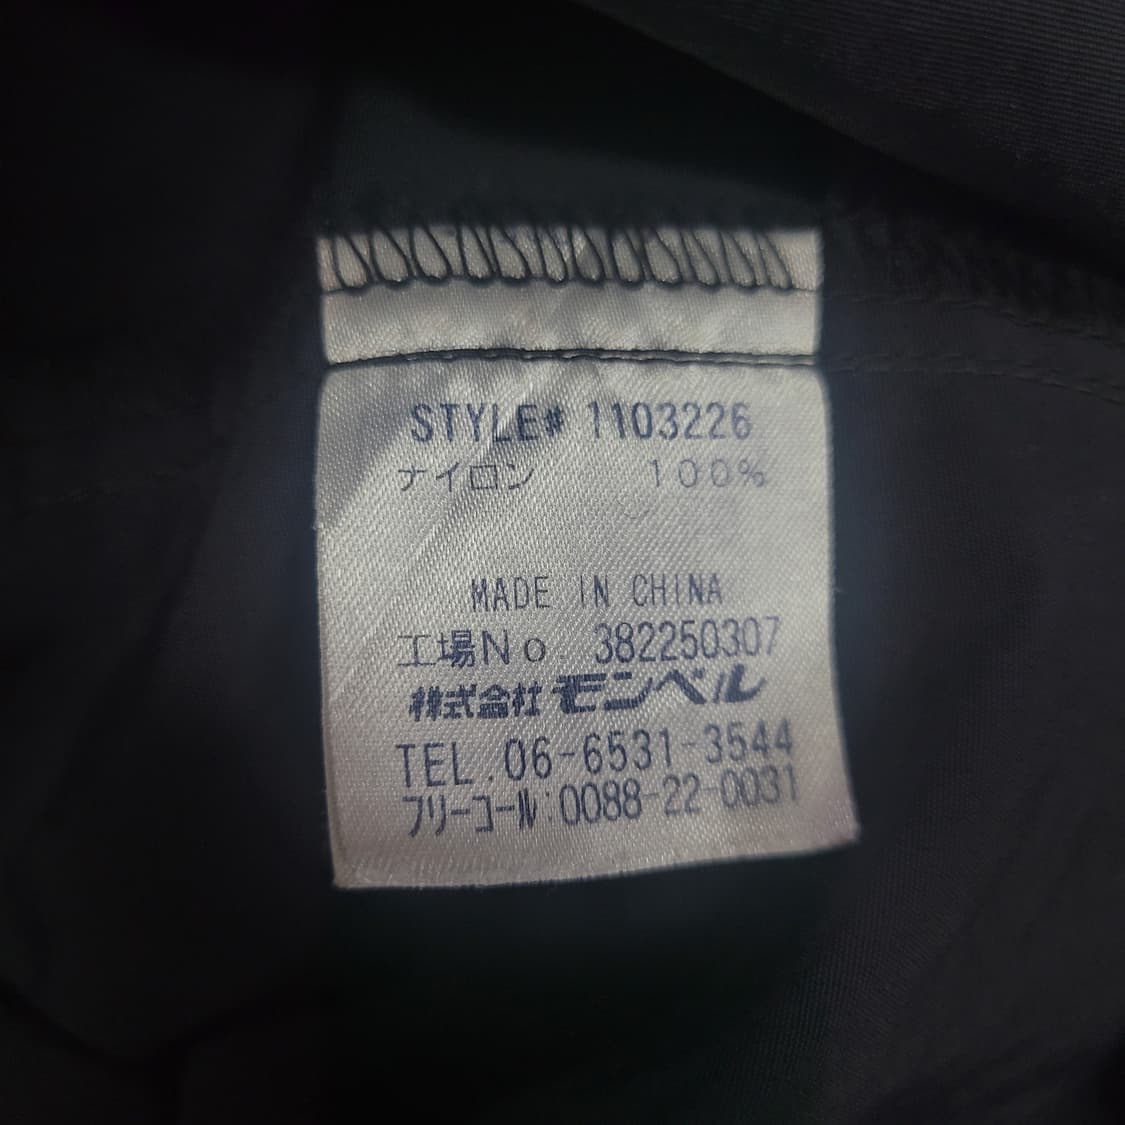 STYLE# 1103226
ナイロン 100%
MADE IN CHINA
工場No 382250307
株式会社モンベル
TEL.06-6531-3544
フリーコール:0088-22-0031